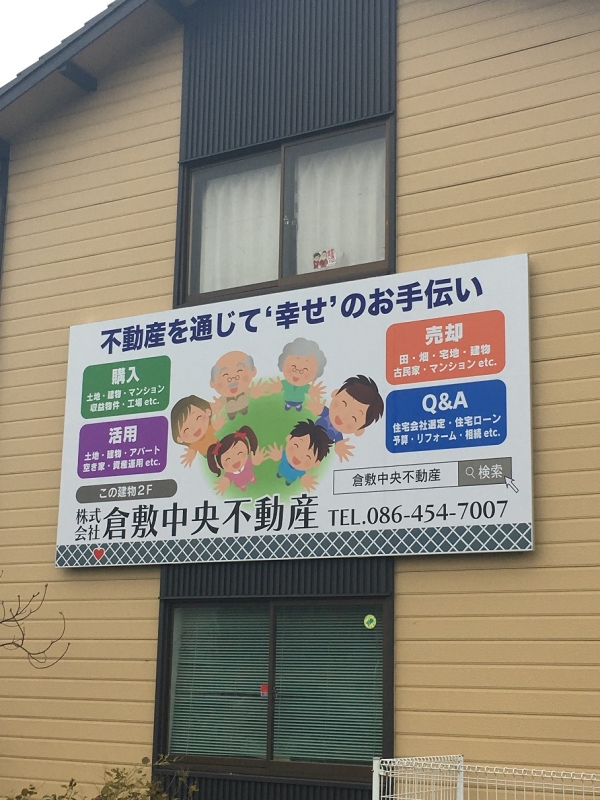 不動産を通じて‘幸せ’のお手伝い
購入
土地・建物・マンション
収益物件・工場 etc.
活用
土地・建物・アパート
空き家・資産運用 etc.
売却
田・畑・宅地・建物
古民家・マンション etc.
Q&A
住宅会社選定・住宅ローン
予算・リフォーム・相続 etc.
倉敷中央不動産 検索
この建物2F
株式会社 倉敷中央不動産 TEL.086-454-7007